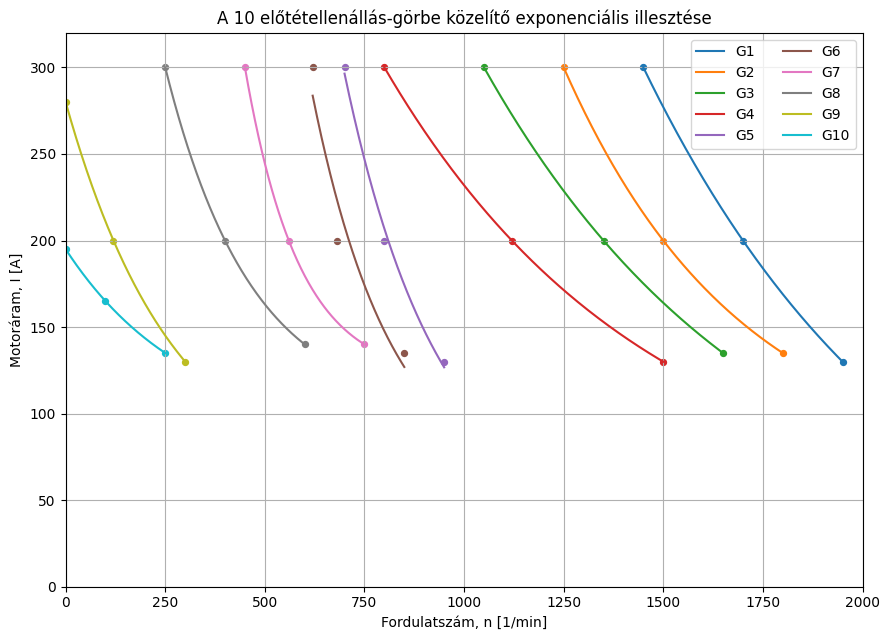 A 10 előtétellenállás-görbe közelítő exponenciális illesztése
Motoráram, I [A]
300
250
200
150
100
50
0
G1
G2
G3
G4
G5
G6
G7
G8
G9
G10
0 250 500 750 1000 1250 1500 1750 2000
Fordulatszám, n [1/min]